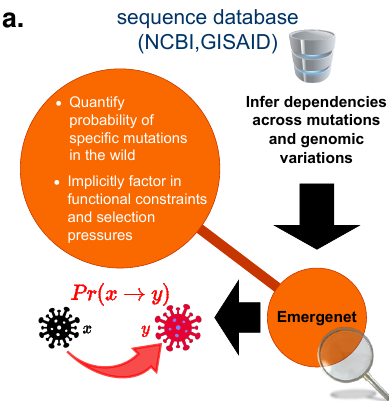 a.
sequence database
(NCBI,GISAID)
• Quantify
probability of
specific mutations
in the wild
• Implicitly factor in
functional constraints
and selection
pressures
Infer dependencies
across mutations
and genomic
variations
Pr(x → y)
x
y
Emergenet